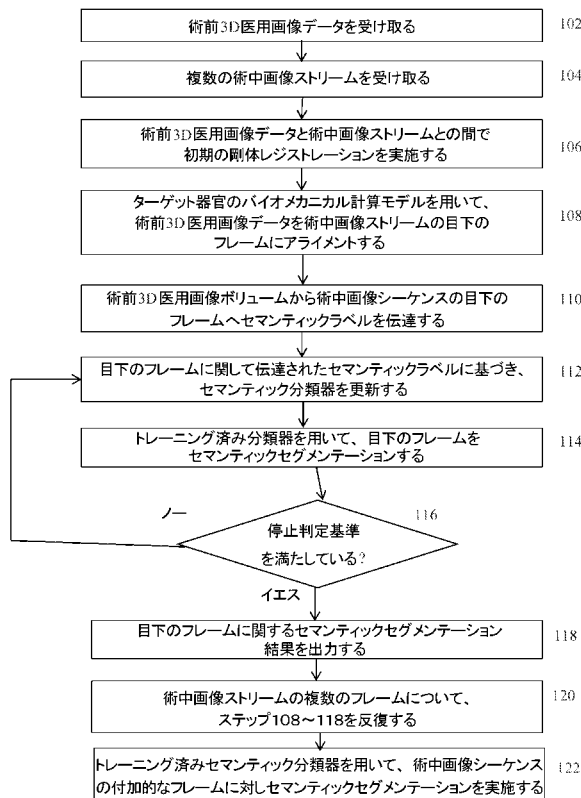 術前3D医用画像データを受け取る
102
複数の術中画像ストリームを受け取る
104
術前3D医用画像データと術中画像ストリームとの間で
初期の剛体レジストレーションを実施する
106
ターゲット器官のバイオメカニカル計算モデルを用いて、
術前3D医用画像データを術中画像ストリームの目下の
フレームにアライメントする
108
術前3D医用画像ボリュームから術中画像シーケンスの目下の
フレームへセマンティックラベルを伝達する
110
目下のフレームに関して伝達されたセマンティックラベルに基づき、
セマンティック分類器を更新する
112
トレーニング済み分類器を用いて、目下のフレームを
セマンティックセグメンテーションする
114
ノー
116
停止判定基準
を満たしている?
イエス
目下のフレームに関するセマンティックセグメンテーション
結果を出力する
118
術中画像ストリームの複数のフレームについて、
ステップ108～118を反復する
120
トレーニング済みセマンティック分類器を用いて、術中画像シーケンス
の付加的なフレームに対しセマンティックセグメンテーションを実施する
122